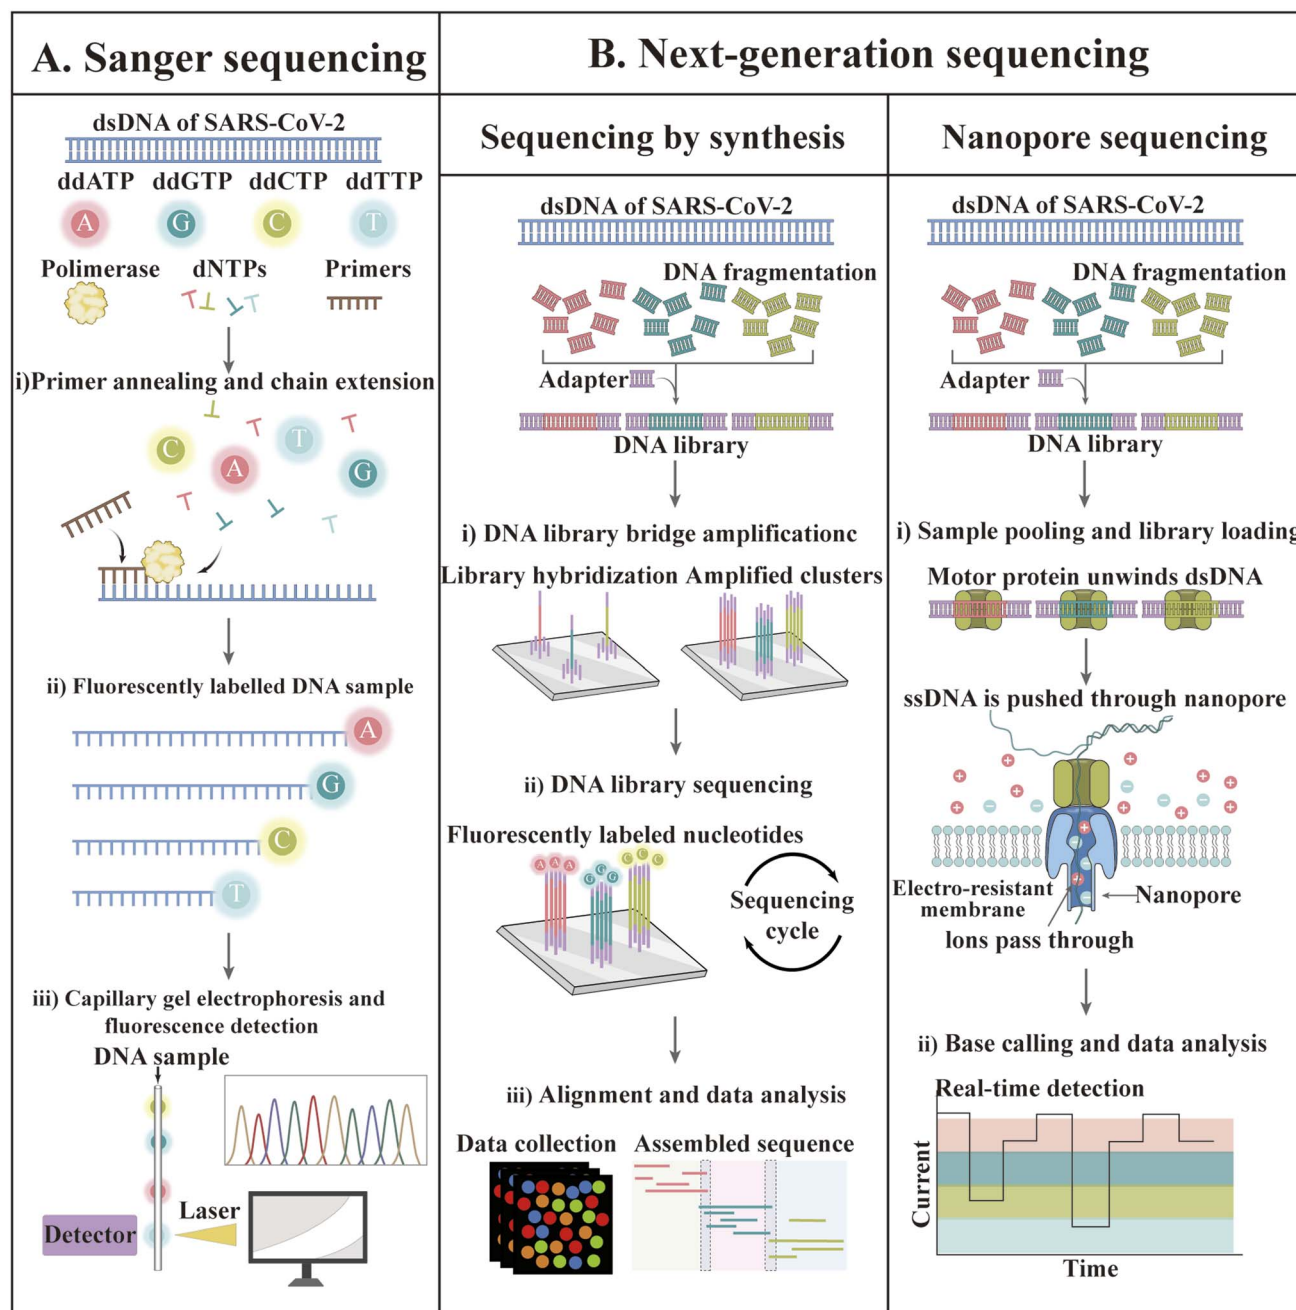 A. Sanger sequencing
dsDNA of SARS-CoV-2
ddATP ddGTP ddCTP ddTTP
A G C T
Polimerase dNTPs Primers
i)Primer annealing and chain extension
C A T G
ii) Fluorescently labelled DNA sample
A
G
C
T
iii) Capillary gel electrophoresis and
fluorescence detection
DNA sample
Laser
Detector
B. Next-generation sequencing
Sequencing by synthesis
dsDNA of SARS-CoV-2
DNA fragmentation
Adapter
DNA library
i) DNA library bridge amplificationc
Library hybridization Amplified clusters
ii) DNA library sequencing
Fluorescently labeled nucleotides
A A A G G G C C C
Sequencing
cycle
iii) Alignment and data analysis
Data collection Assembled sequence
Nanopore sequencing
dsDNA of SARS-CoV-2
DNA fragmentation
Adapter
DNA library
i) Sample pooling and library loading
Motor protein unwinds dsDNA
ssDNA is pushed through nanopore
Electro-resistant
membrane
Nanopore
Ions pass through
ii) Base calling and data analysis
Real-time detection
Current
Time